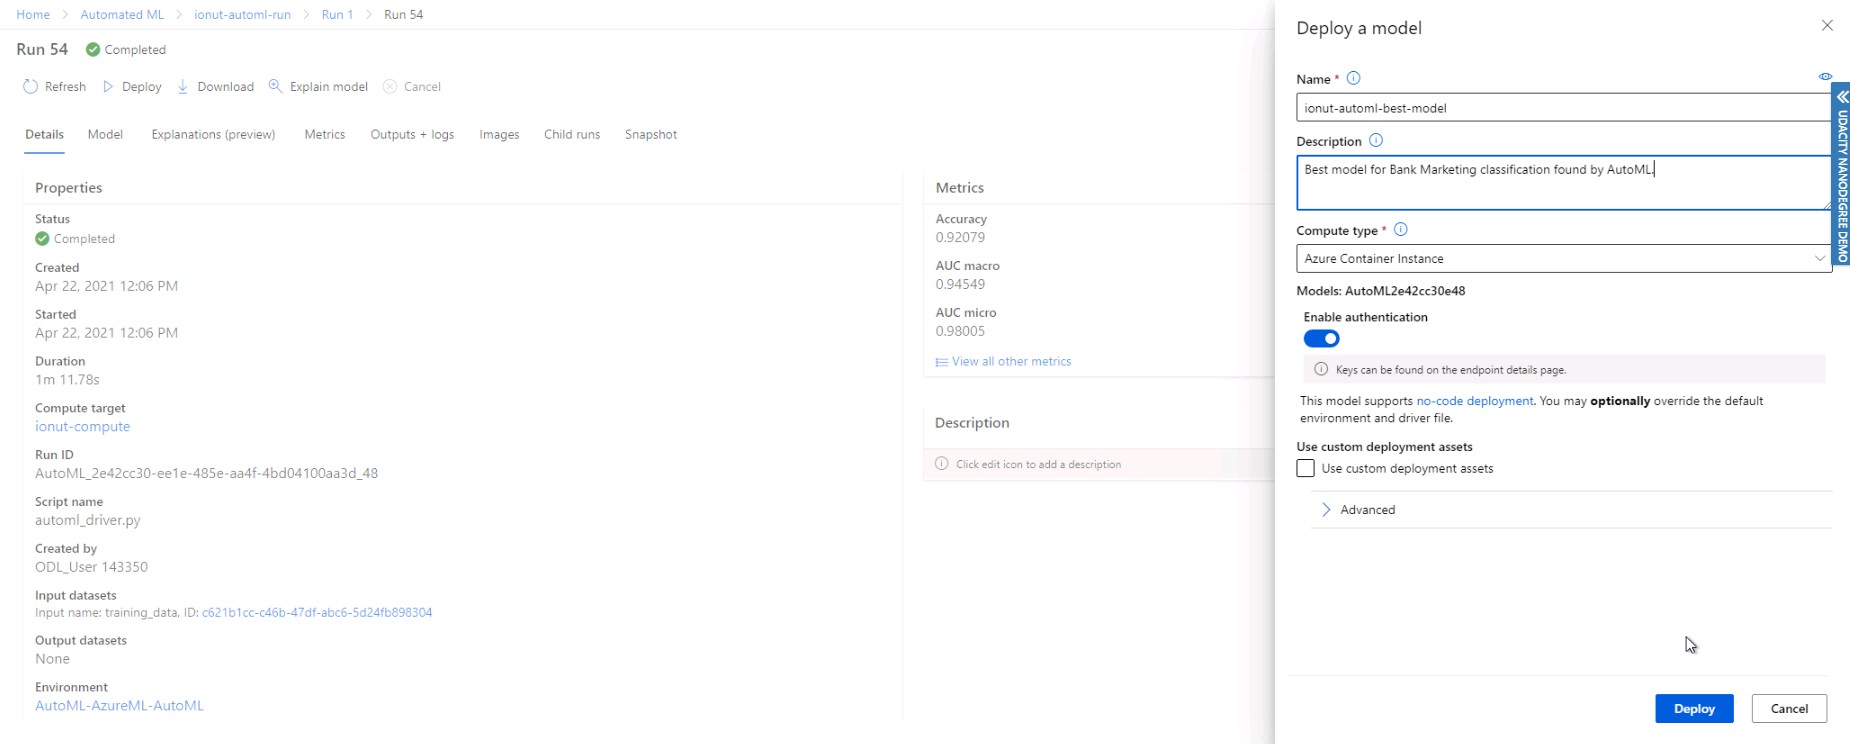 Home > Automated ML > ionut-automl-run > Run 1 > Run 54
Run 54 Completed
Refresh Deploy Download Explain model Cancel
Details Model Explanations (preview) Metrics Outputs + logs Images Child runs Snapshot
Properties
Status
Completed
Created
Apr 22, 2021 12:06 PM
Started
Apr 22, 2021 12:06 PM
Duration
1m 11.78s
Compute target
ionut-compute
Run ID
AutoML_2e42cc30-ee1e-485e-aa4f-4bd04100aa3d_48
Script name
automl_driver.py
Created by
ODL_User 143350
Input datasets
Input name: training_data, ID: c621b1cc-c46b-47df-abc6-5d24fb898304
Output datasets
None
Environment
AutoML-AzureML-AutoML
Metrics
Accuracy
0.92079
AUC macro
0.94549
AUC micro
0.98005
View all other metrics
Description
Click edit icon to add a description
Deploy a model
Name *
ionut-automl-best-model
Description
Best model for Bank Marketing classification found by AutoML.
Compute type *
Azure Container Instance
Models: AutoML2e42cc30e48
Enable authentication
Keys can be found on the endpoint details page.
This model supports no-code deployment. You may optionally override the default
environment and driver file.
Use custom deployment assets
Use custom deployment assets
Advanced
Deploy Cancel
UDACITY NANODEGREE DEMO